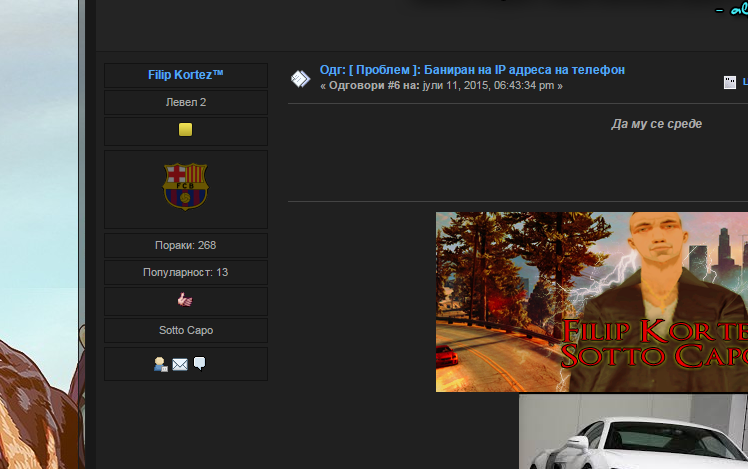 Filip Kortez™
Левел 2
FCB
Пораки: 268
Популарност: 13
Sotto Capo
Одг: [ Проблем ]: Баниран на IP адреса на телефон
« Одговори #6 на: јули 11, 2015, 06:43:34 pm »
Да му се среде
FILIP KORTE
SOTTO CAPO